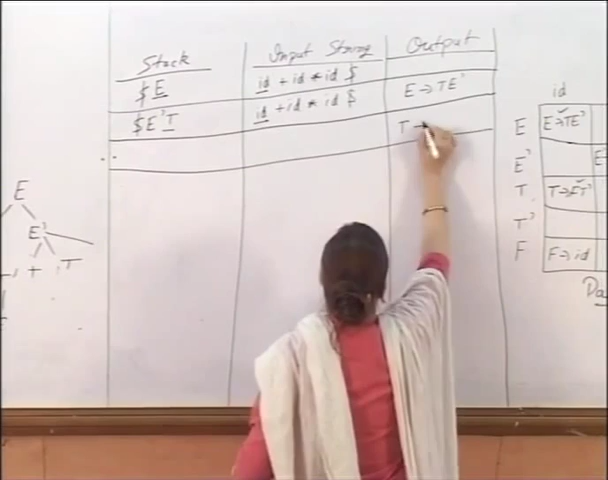 Stack Input String Output
$E id + id * id $ E → TE'
$E'T id + id * id $ T →
id
E E→TE'
E' E
T T→FT'
T'
F F→id
E
E'
+ T